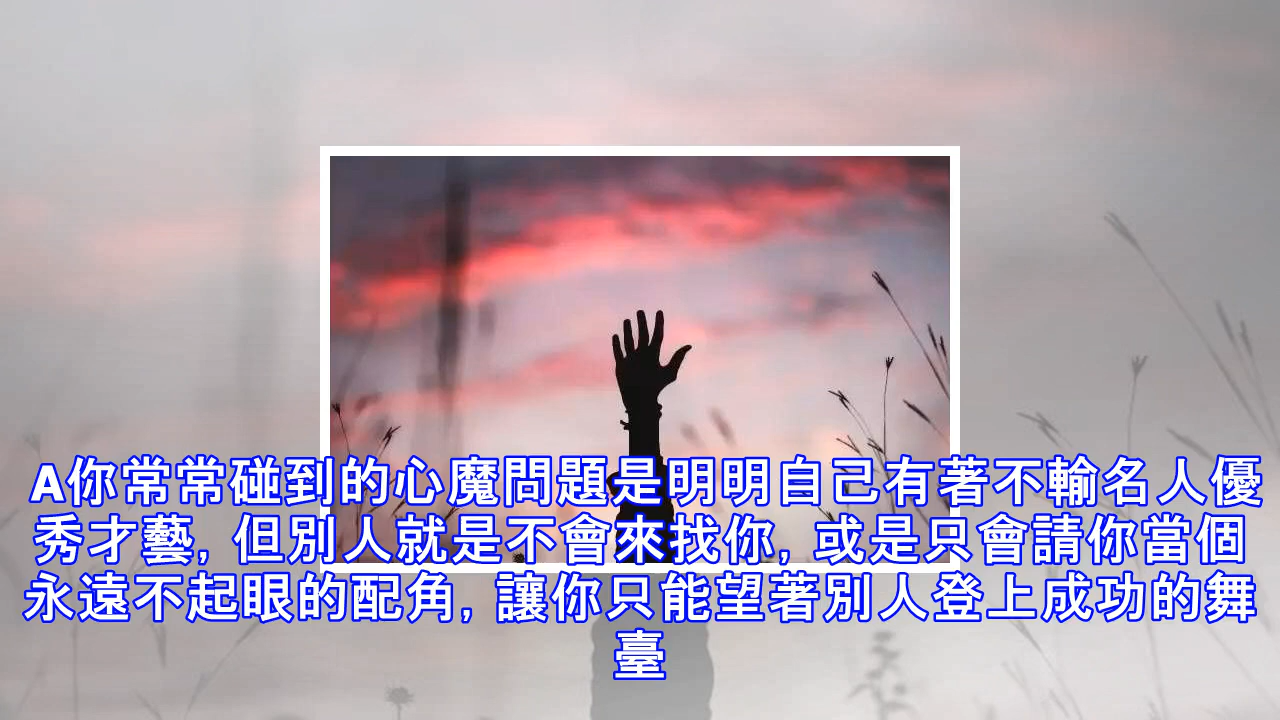 A你常常碰到的心魔問題是明明自己有著不輸名人優
秀才藝, 但別人就是不會來找你, 或是只會請你當個
永遠不起眼的配角, 讓你只能望著別人登上成功的舞
臺